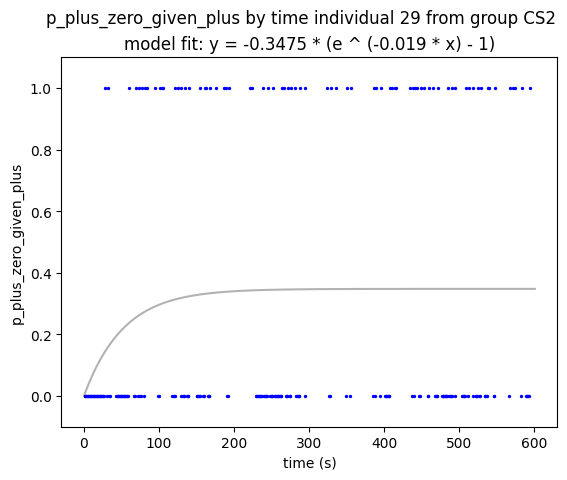 p_plus_zero_given_plus by time individual 29 from group CS2
model fit: y = -0.3475 * (e ^ (-0.019 * x) - 1)
1.0
0.8
0.6
0.4
0.2
0.0
p_plus_zero_given_plus
0 100 200 300 400 500 600
time (s)